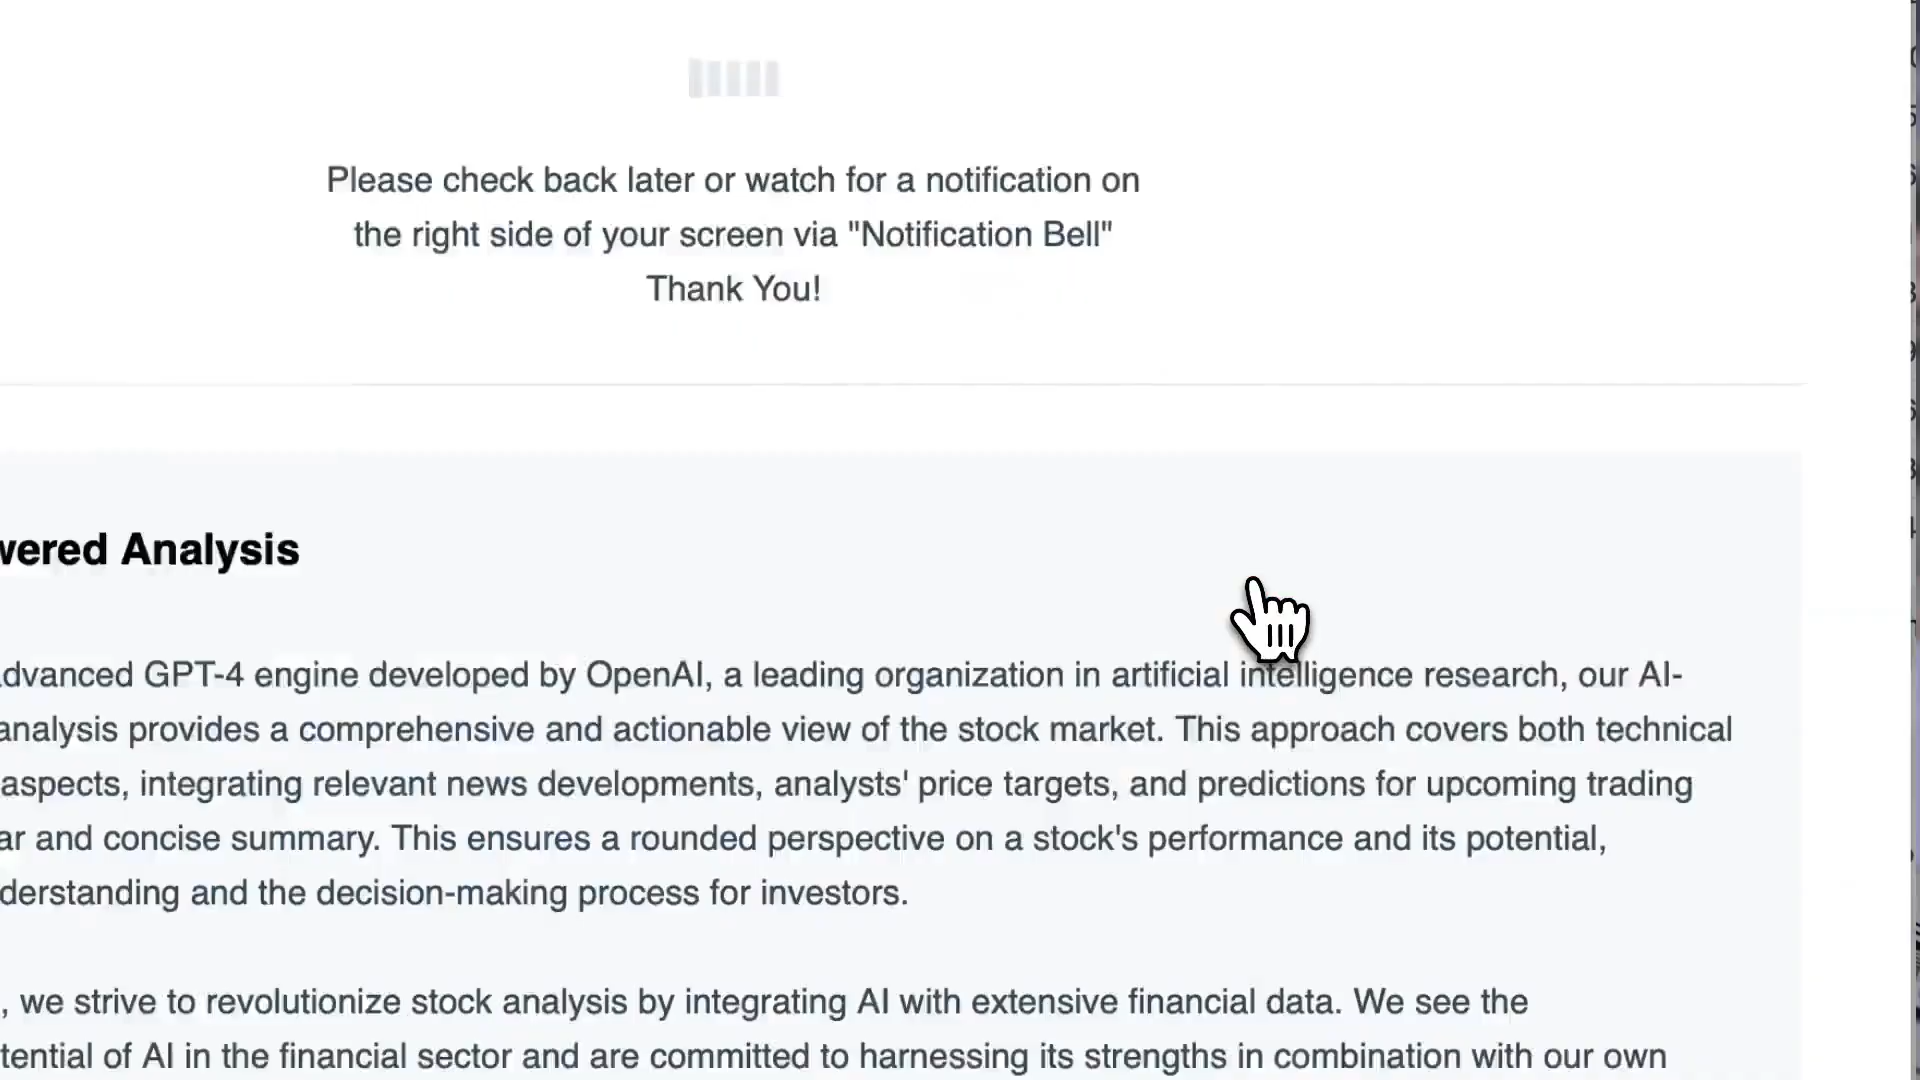 Please check back later or watch for a notification on
the right side of your screen via "Notification Bell"
Thank You!
wered Analysis
dvanced GPT-4 engine developed by OpenAI, a leading organization in artificial intelligence research, our AI-
analysis provides a comprehensive and actionable view of the stock market. This approach covers both technical
aspects, integrating relevant news developments, analysts' price targets, and predictions for upcoming trading
ar and concise summary. This ensures a rounded perspective on a stock's performance and its potential,
derstanding and the decision-making process for investors.
, we strive to revolutionize stock analysis by integrating AI with extensive financial data. We see the
tential of AI in the financial sector and are committed to harnessing its strengths in combination with our own